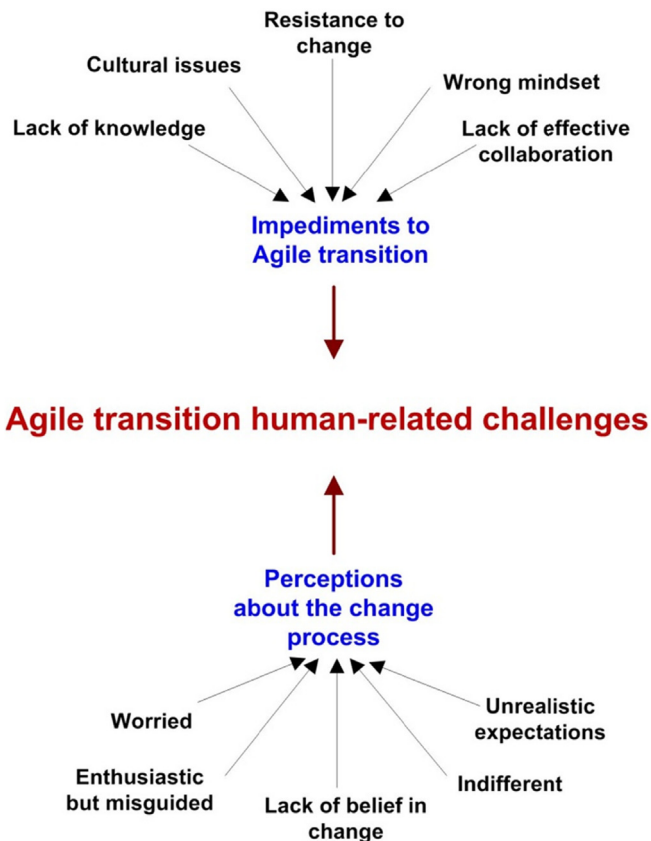 Resistance to
change
Cultural issues
Wrong mindset
Lack of knowledge
Lack of effective
collaboration
Impediments to
Agile transition
Agile transition human-related challenges
Perceptions
about the change
process
Worried
Unrealistic
expectations
Enthusiastic
but misguided
Indifferent
Lack of belief in
change